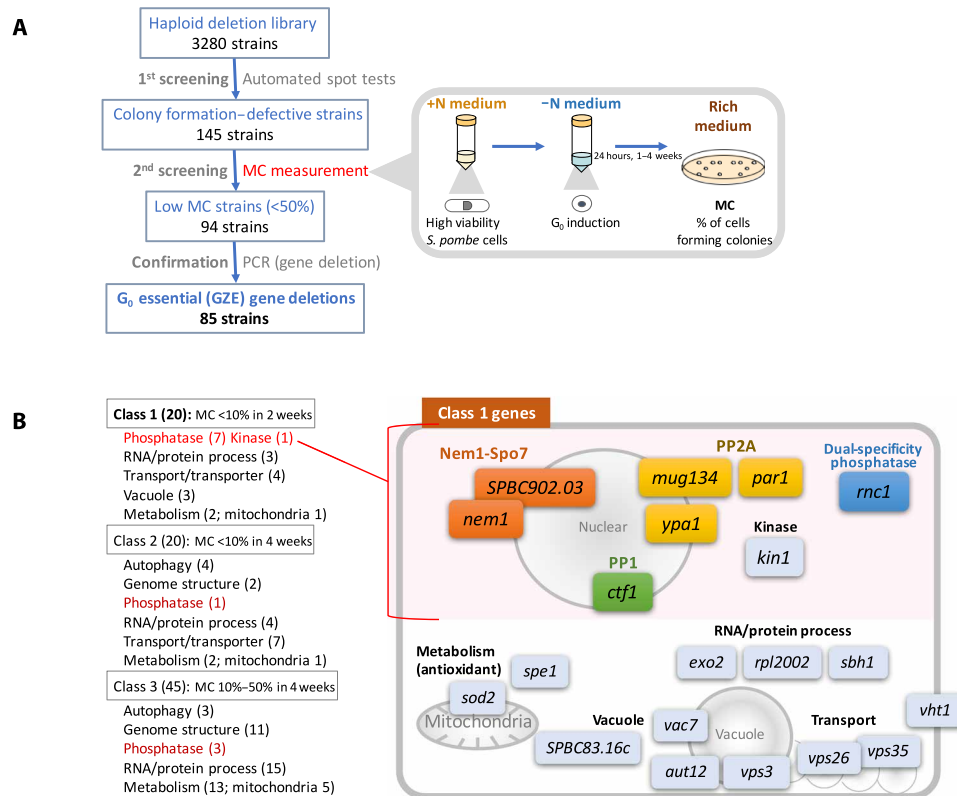 A
Haploid deletion library
3280 strains
1st screening Automated spot tests
Colony formation–defective strains
145 strains
2nd screening MC measurement
Low MC strains (<50%)
94 strains
Confirmation PCR (gene deletion)
G0 essential (GZE) gene deletions
85 strains
+N medium
−N medium
Rich
medium
24 hours, 1–4 weeks
High viability
S. pombe cells
G0 induction
MC
% of cells
forming colonies
B
Class 1 (20): MC <10% in 2 weeks
Phosphatase (7) Kinase (1)
RNA/protein process (3)
Transport/transporter (4)
Vacuole (3)
Metabolism (2; mitochondria 1)
Class 2 (20): MC <10% in 4 weeks
Autophagy (4)
Genome structure (2)
Phosphatase (1)
RNA/protein process (4)
Transport/transporter (7)
Metabolism (2; mitochondria 1)
Class 3 (45): MC 10%–50% in 4 weeks
Autophagy (3)
Genome structure (11)
Phosphatase (3)
RNA/protein process (15)
Metabolism (13; mitochondria 5)
Class 1 genes
Nem1-Spo7
SPBC902.03
nem1
Nuclear
PP2A
mug134
par1
ypa1
Dual-specificity
phosphatase
rnc1
Kinase
kin1
PP1
ctf1
Metabolism
(antioxidant)
spe1
sod2
Mitochondria
RNA/protein process
exo2
rpl2002
sbh1
Vacuole
SPBC83.16c
vac7
Vacuole
aut12
vps3
Transport
vht1
vps26
vps35